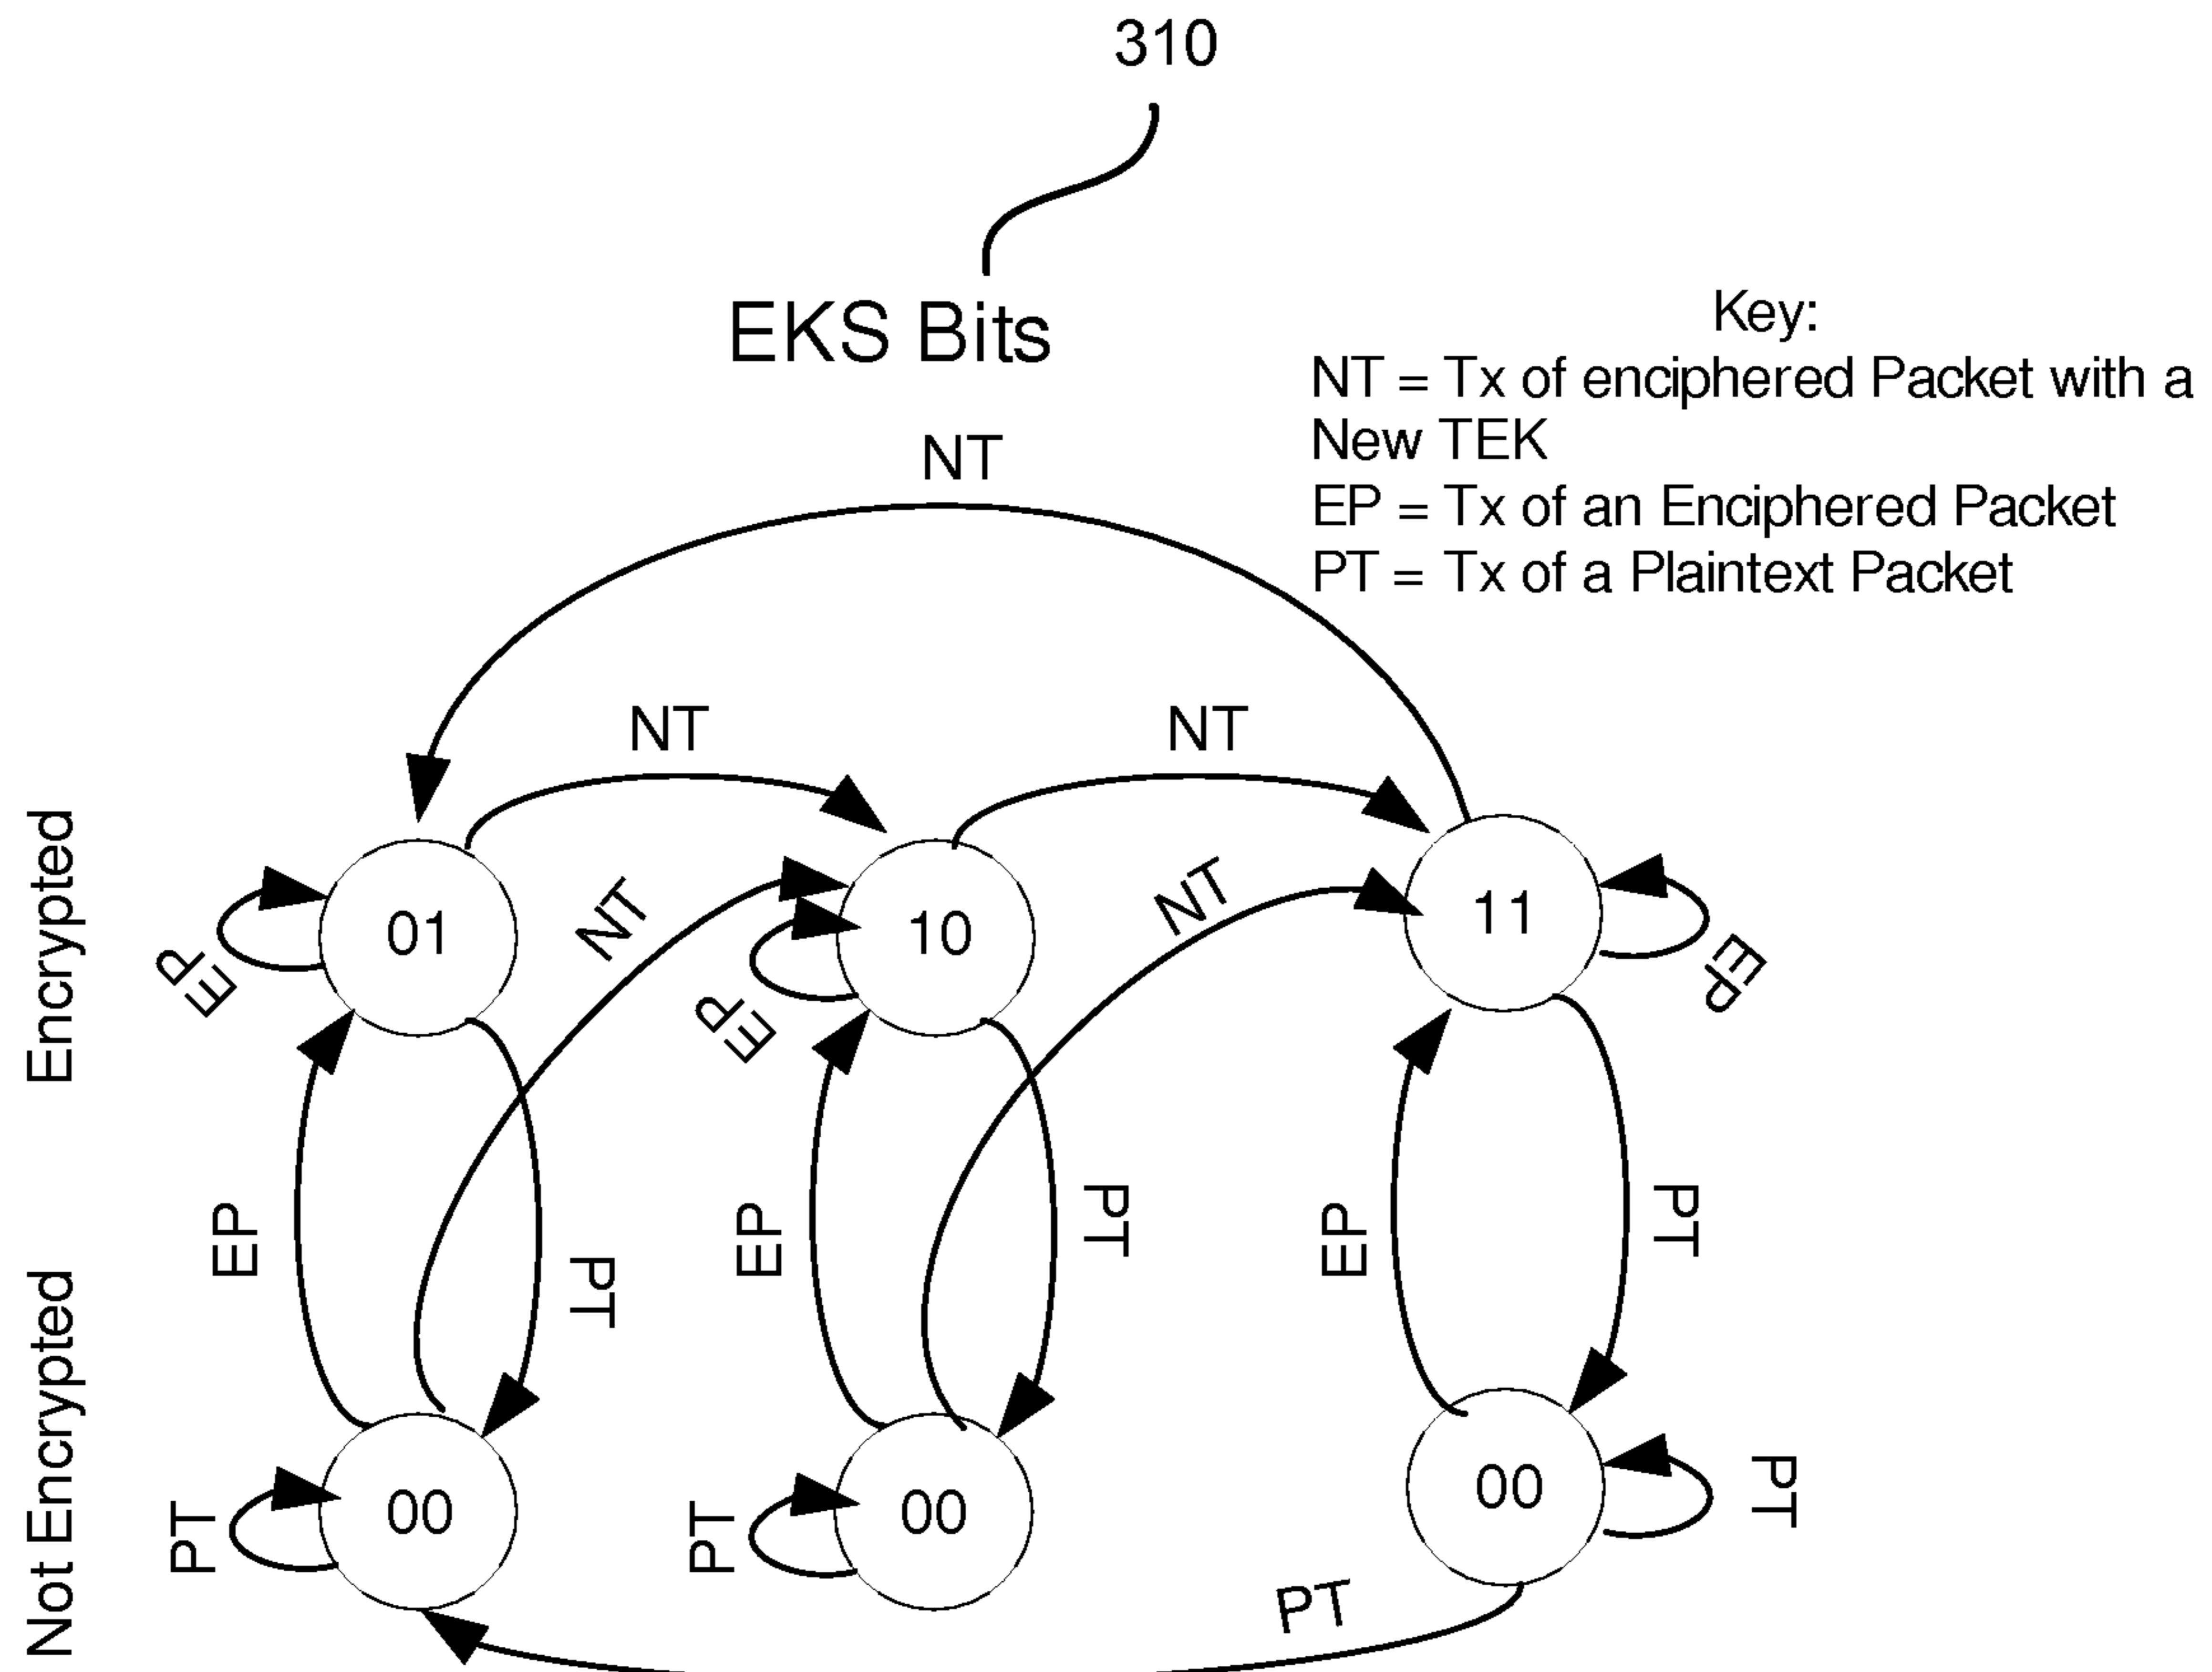 310
EKS Bits
Key:
NT = Tx of enciphered Packet with a
New TEK
EP = Tx of an Enciphered Packet
PT = Tx of a Plaintext Packet
NT
NT
NT
Encrypted
01
10
11
NT
NT
EP
EP
EP
EP
PT
EP
PT
EP
PT
Not Encrypted
00
00
00
PT
PT
PT
PT